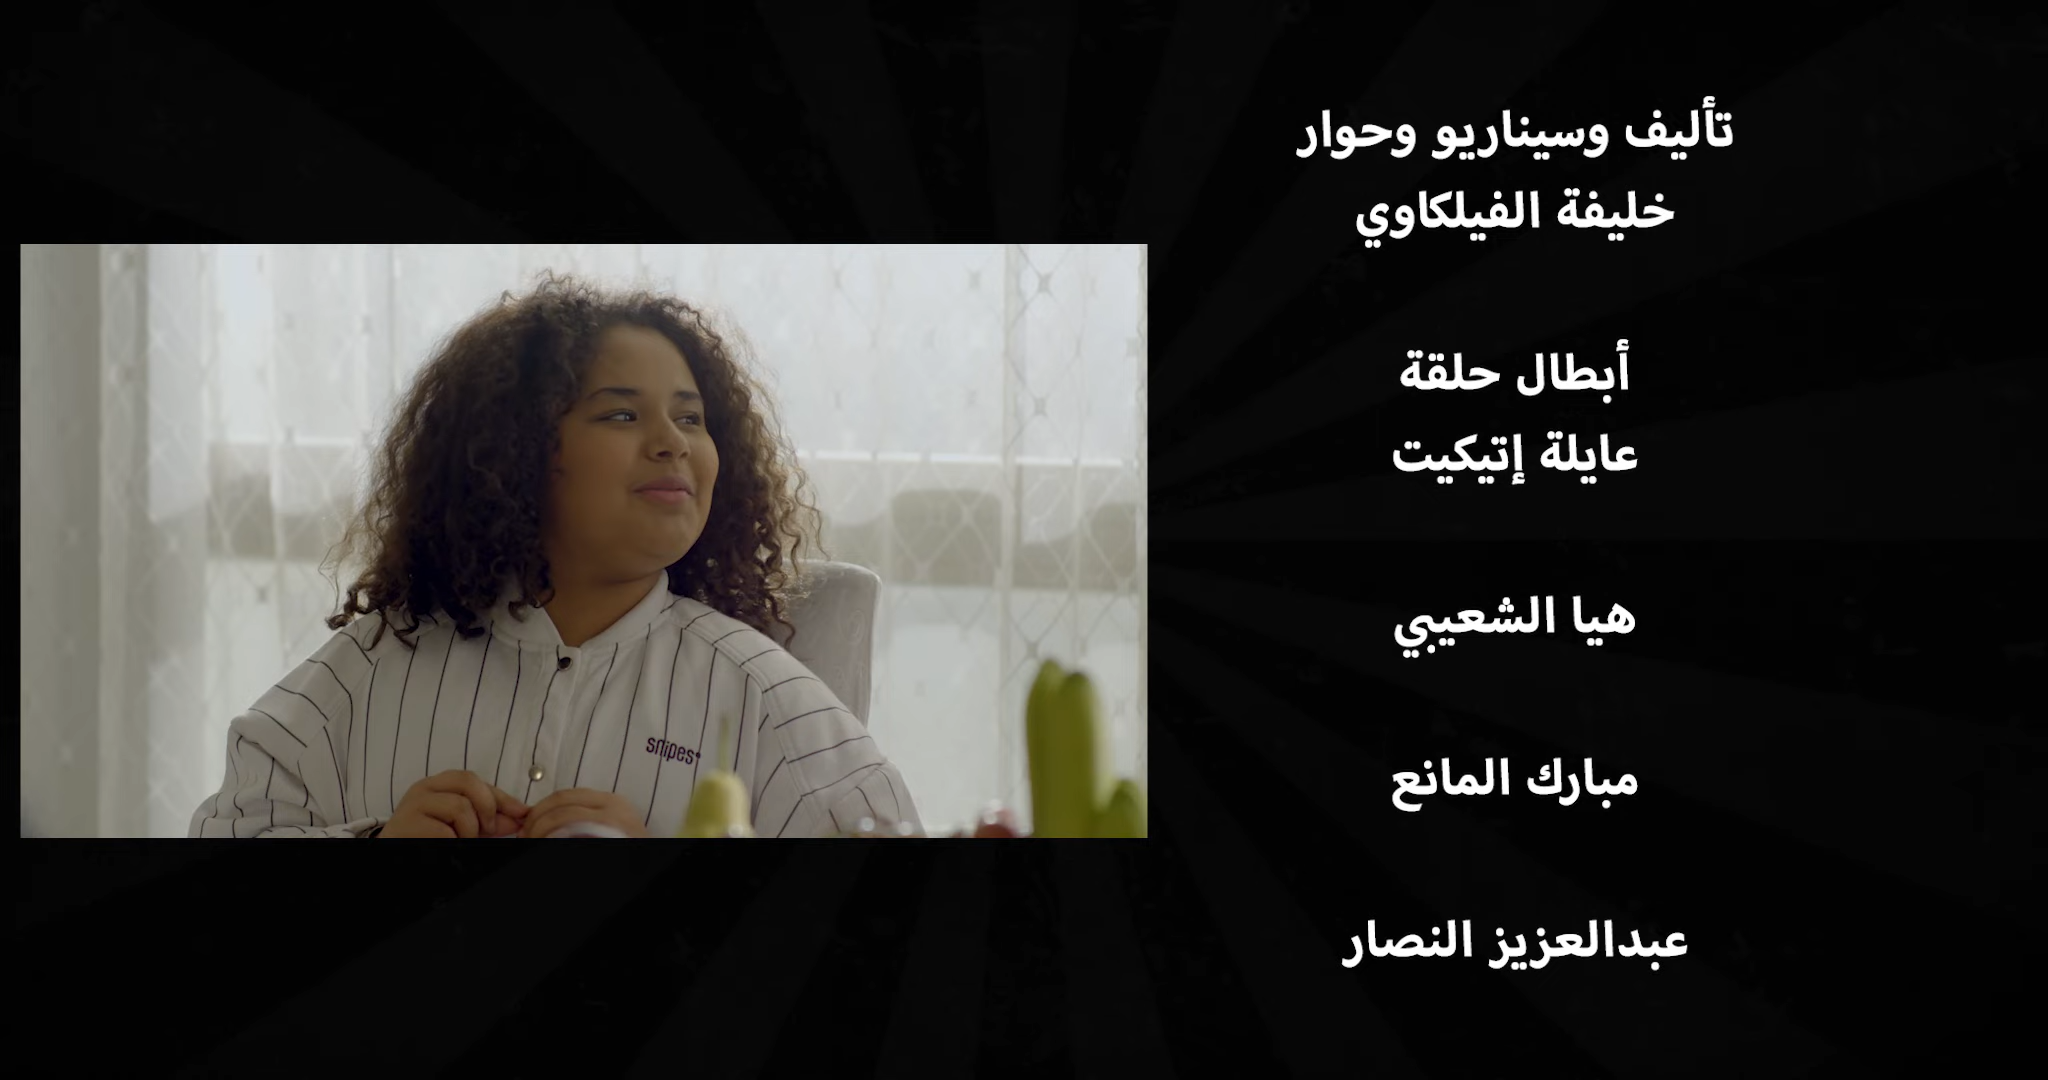 تأليف وسيناريو وحوار
خليفة الفيلكاوي
أبطال حلقة
عايلة إتيكيت
هيا الشعيبي
مبارك المانع
عبدالعزيز النصار
snipes